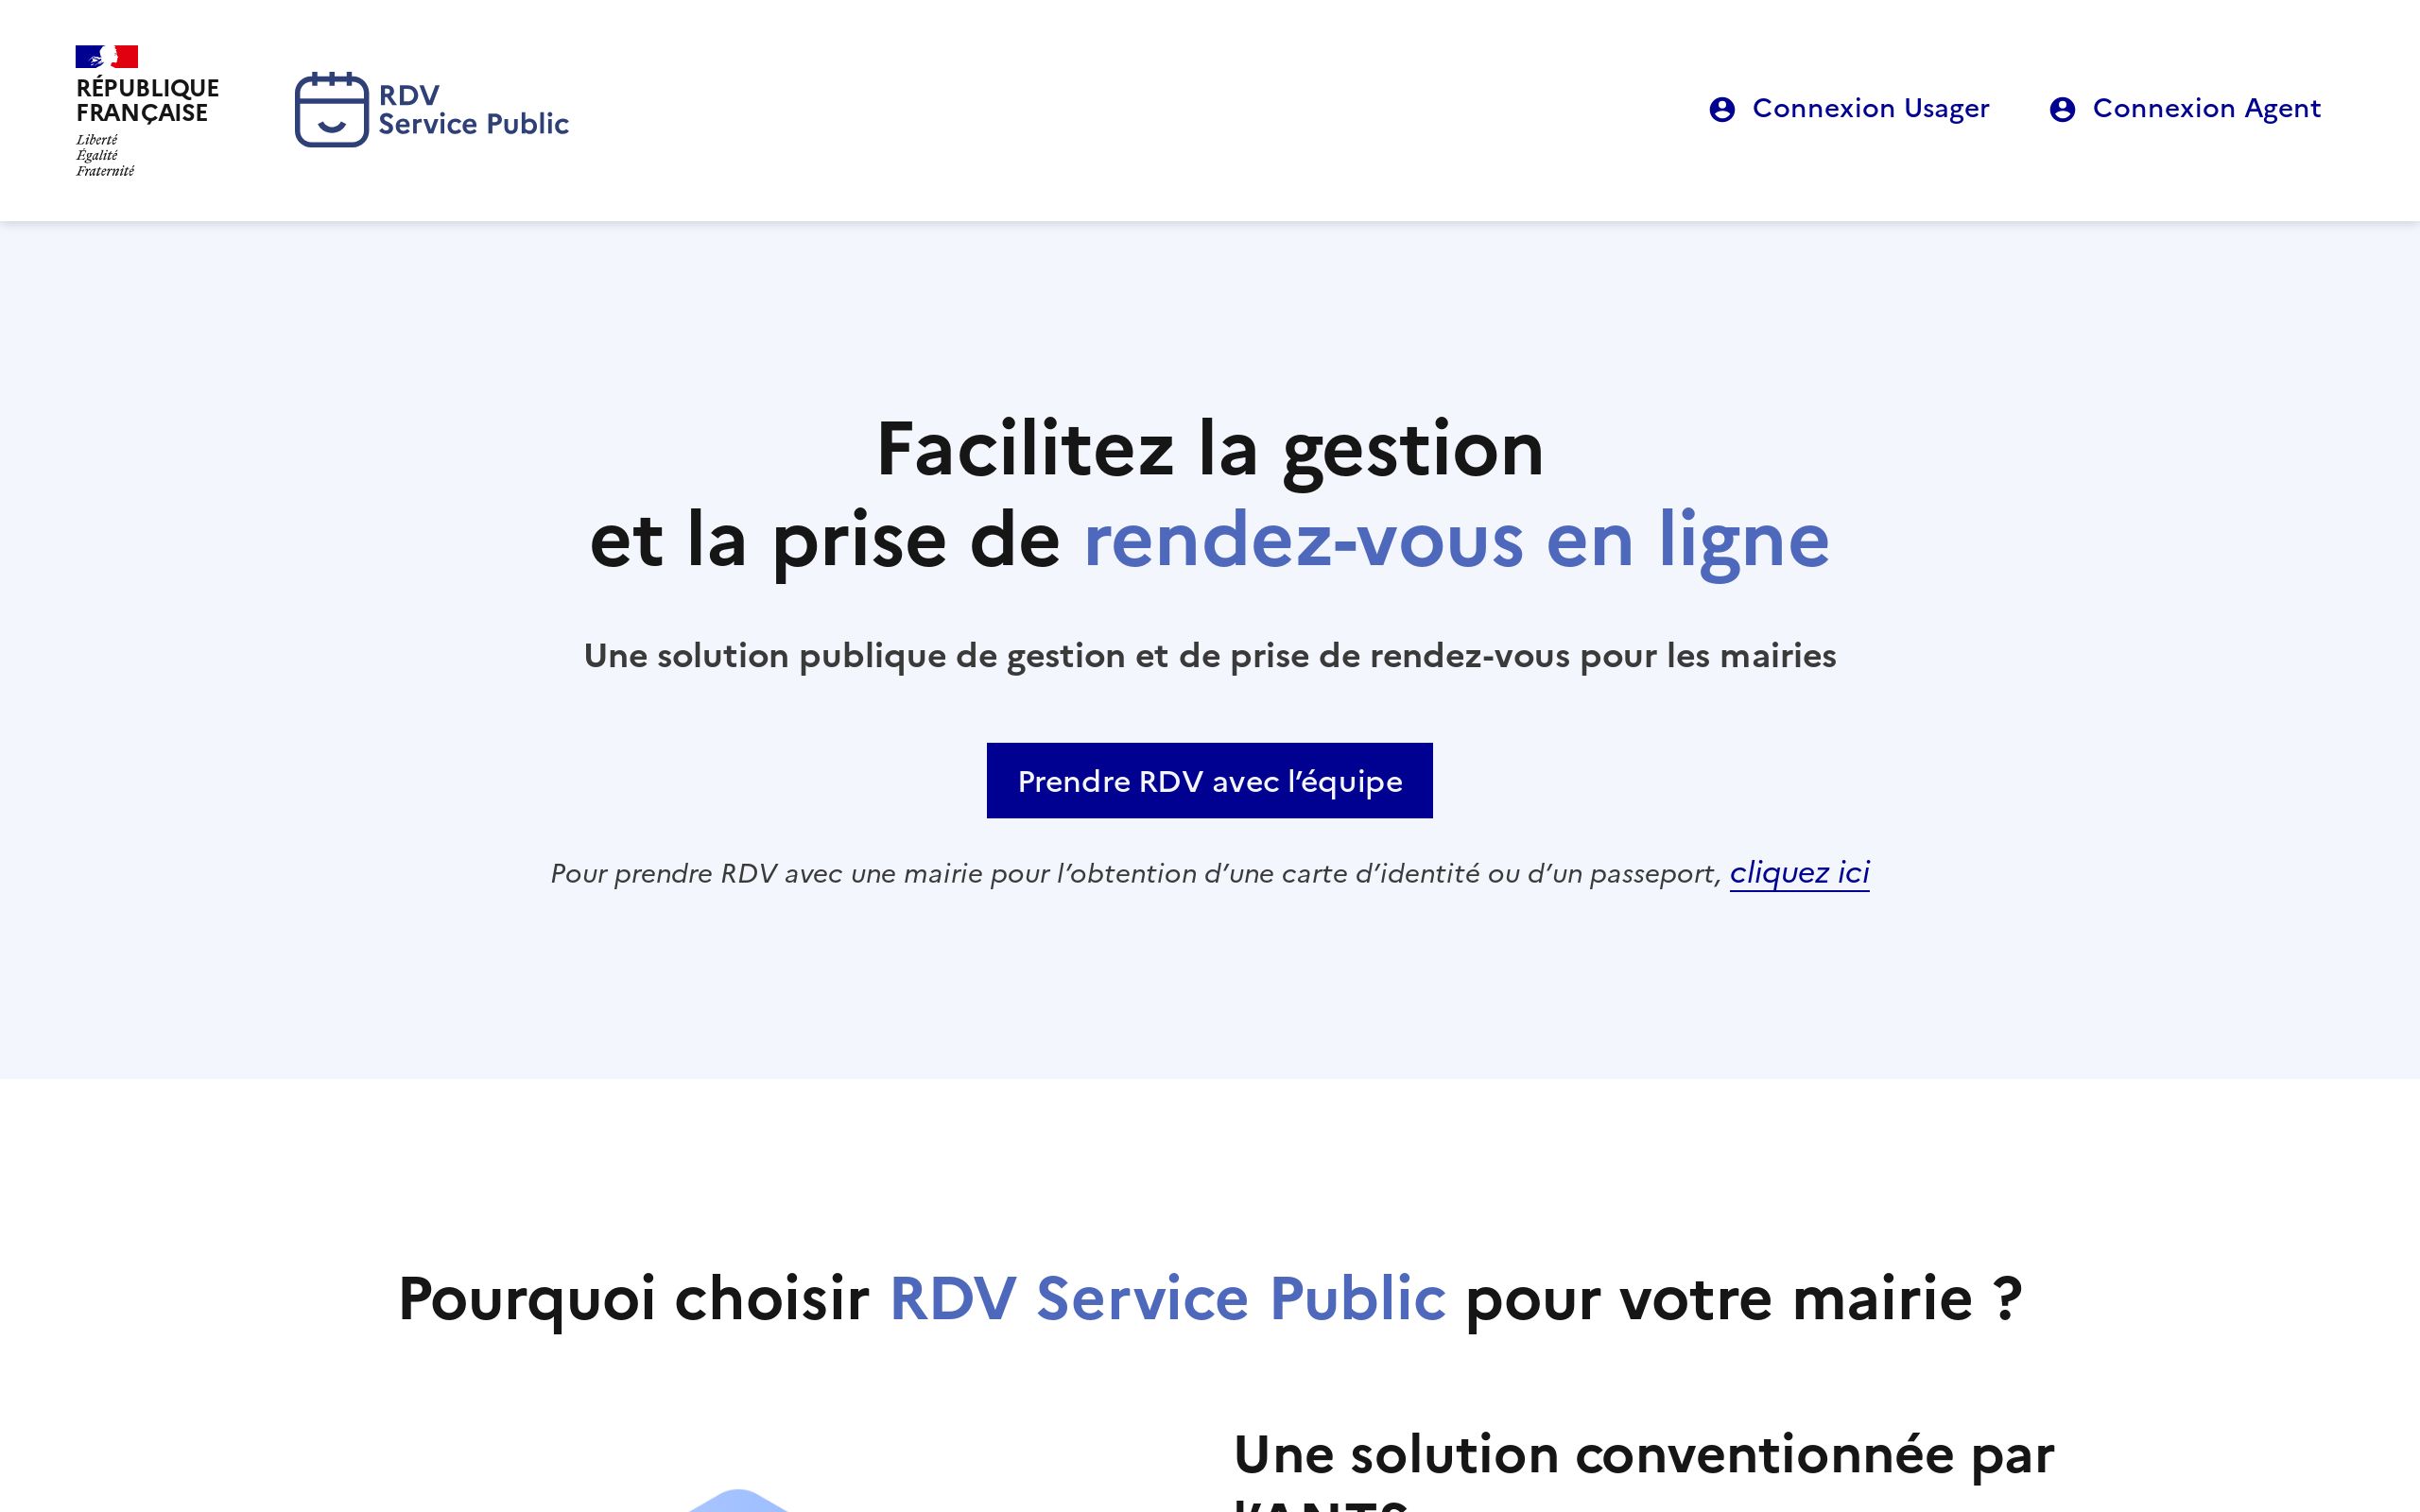 RÉPUBLIQUE
FRANÇAISE
Liberté
Égalité
Fraternité
RDV
Service Public
Connexion Usager
Connexion Agent
Facilitez la gestion
et la prise de rendez-vous en ligne
Une solution publique de gestion et de prise de rendez-vous pour les mairies
Prendre RDV avec l’équipe
Pour prendre RDV avec une mairie pour l’obtention d’une carte d’identité ou d’un passeport, cliquez ici
Pourquoi choisir RDV Service Public pour votre mairie ?
Une solution conventionnée par
l’ANTS